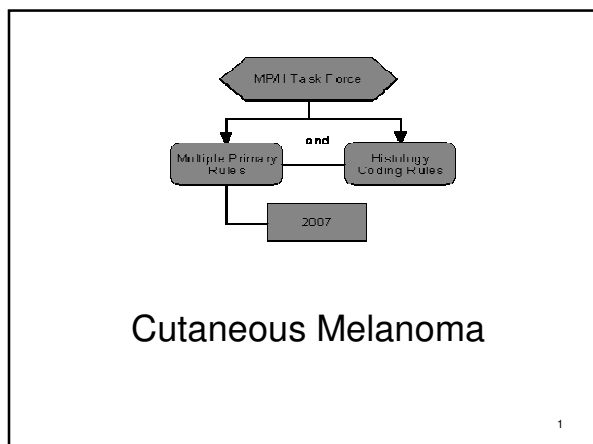 MP/H Task Force
and
Multiple Primary
Rules
Histology
Coding Rules
2007
Cutaneous Melanoma
1